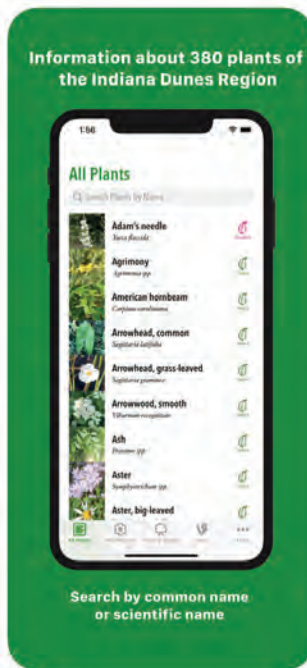 Information about 380 plants of
the Indiana Dunes Region
1:56
All Plants
Search Plants by Name
Adam's needle
Yucca flaccida
Agrimony
Agrimonia spp.
American hornbeam
Carpinus caroliniana
Arrowhead, common
Sagittaria latifolia
Arrowhead, grass-leaved
Sagittaria graminea
Arrowwood, smooth
Viburnum recognitum
Ash
Fraxinus spp.
Aster
Symphyotrichum spp.
Aster, big-leaved
Search by common name
or scientific name